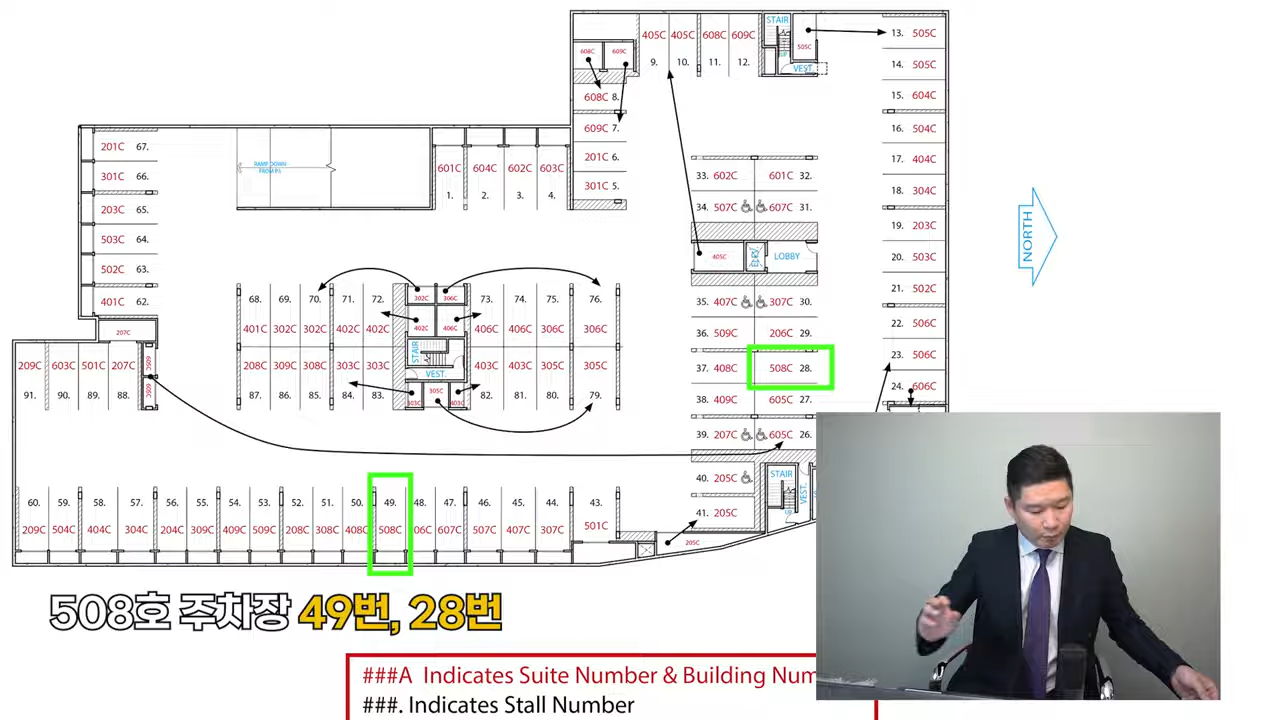 405C 405C 608C 609C
9. 10. 11. 12.
STAIR
UP
505C
VEST.
13. 505C
14. 505C
15. 604C
16. 504C
17. 404C
18. 304C
19. 203C
20. 503C
21. 502C
22. 506C
23. 506C
24. 606C
608C 609C
608C 8.
609C 7.
201C 6.
301C 5.
201C 67.
301C 66.
203C 65.
503C 64.
502C 63.
401C 62.
RAMP DOWN
FROM P.1.
601C 604C 602C 603C
1. 2. 3. 4.
33. 602C 601C 32.
34. 507C 607C 31.
405C
LOBBY
35. 407C 307C 30.
36. 509C 206C 29.
37. 408C 508C 28.
38. 409C 605C 27.
39. 207C 605C 26.
40. 205C
41. 205C
205C
STAIR
UP
VEST.
NORTH
302C 306C
68. 69. 70. 71. 72. 73. 74. 75. 76.
401C 302C 302C 402C 402C 402C 406C 406C 406C 306C 306C
STAIR
VEST.
208C 308C 308C 303C 303C 403C 403C 305C 305C
87. 86. 85. 84. 83. 82. 81. 80. 79.
303C 305C 403C
207C
209C 603C 501C 207C
91. 90. 89. 88.
605C
605C
60. 59. 58. 57. 56. 55. 54. 53. 52. 51. 50. 49. 48. 47. 46. 45. 44. 43.
209C 504C 404C 304C 204C 309C 409C 509C 208C 308C 408C 508C 06C 607C 507C 407C 307C 501C
508호 주차장 49번, 28번
###A Indicates Suite Number & Building Num
###. Indicates Stall Number